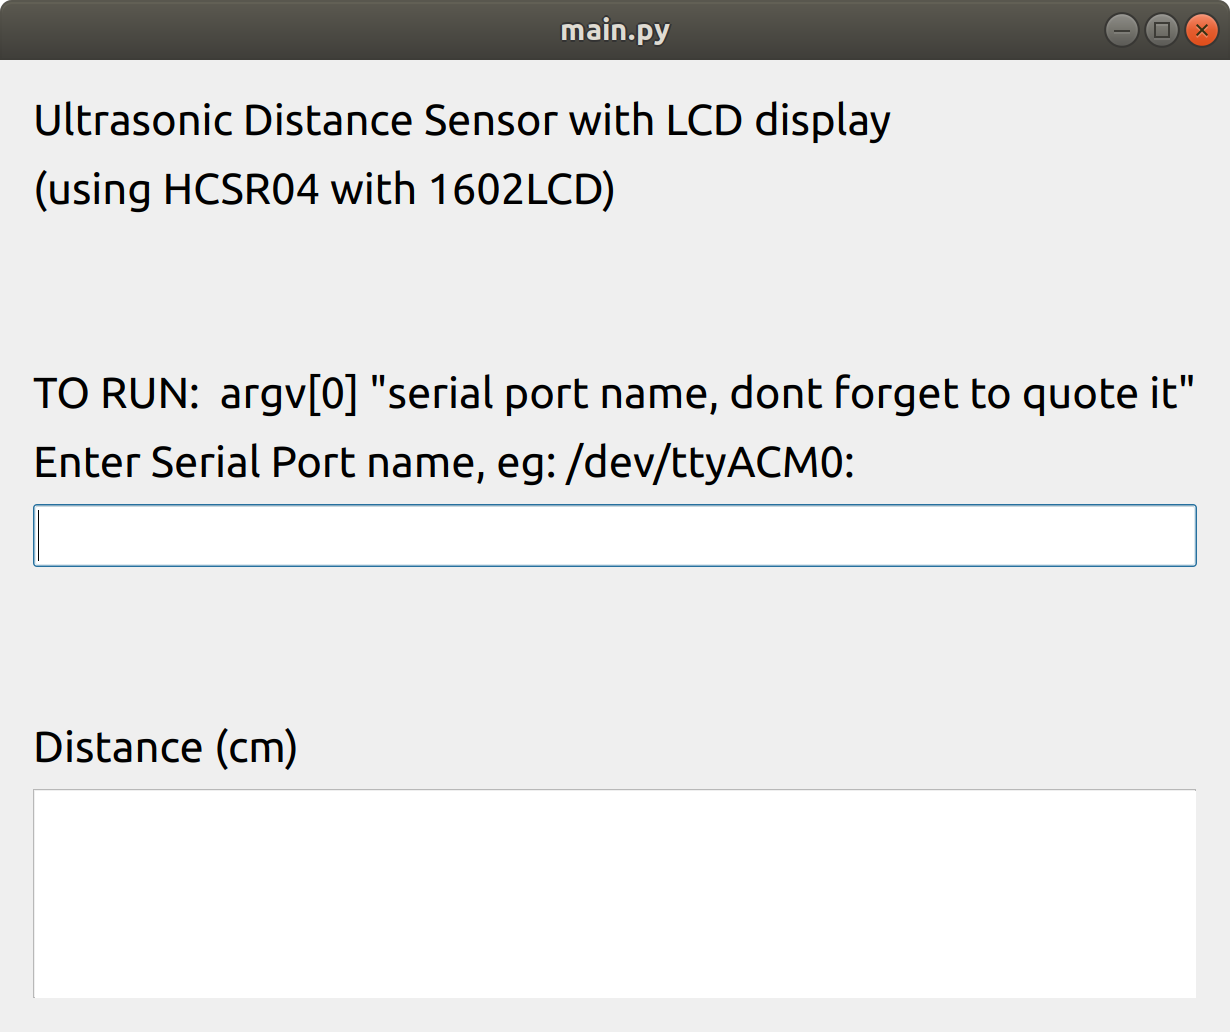 main.py
Ultrasonic Distance Sensor with LCD display
(using HCSR04 with 1602LCD)
TO RUN:  argv[0] "serial port name, dont forget to quote it"
Enter Serial Port name, eg: /dev/ttyACM0:
Distance (cm)